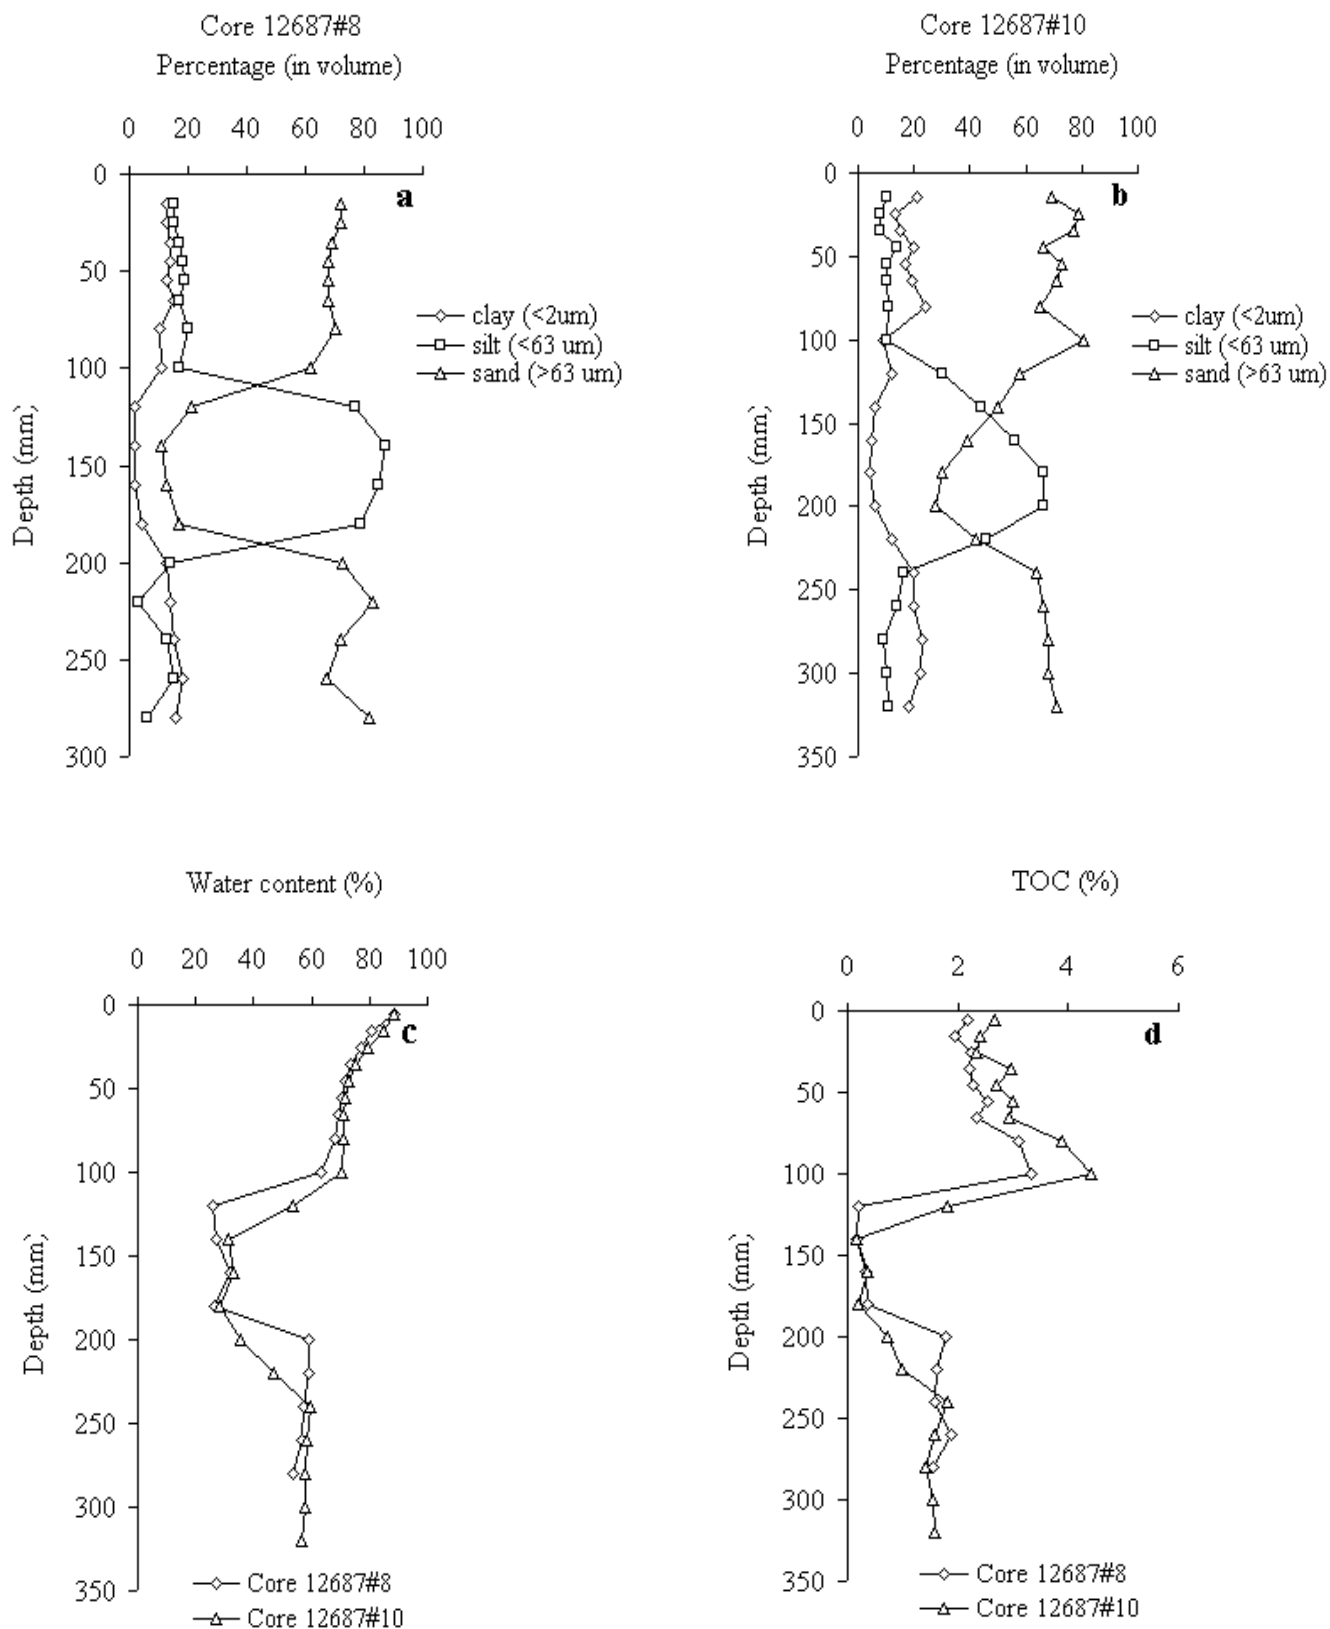 Core 12687#8
Percentage (in volume)
0 20 40 60 80 100
0
50
100
150
200
250
300
Depth (mm)
a
clay (<2um)
silt (<63 um)
sand (>63 um)
Core 12687#10
Percentage (in volume)
0 20 40 60 80 100
0
50
100
150
200
250
300
350
Depth (mm)
b
clay (<2um)
silt (<63 um)
sand (>63 um)
Water content (%)
0 20 40 60 80 100
0
50
100
150
200
250
300
350
Depth (mm)
c
Core 12687#8
Core 12687#10
TOC (%)
0 2 4 6
0
50
100
150
200
250
300
350
Depth (mm)
d
Core 12687#8
Core 12687#10